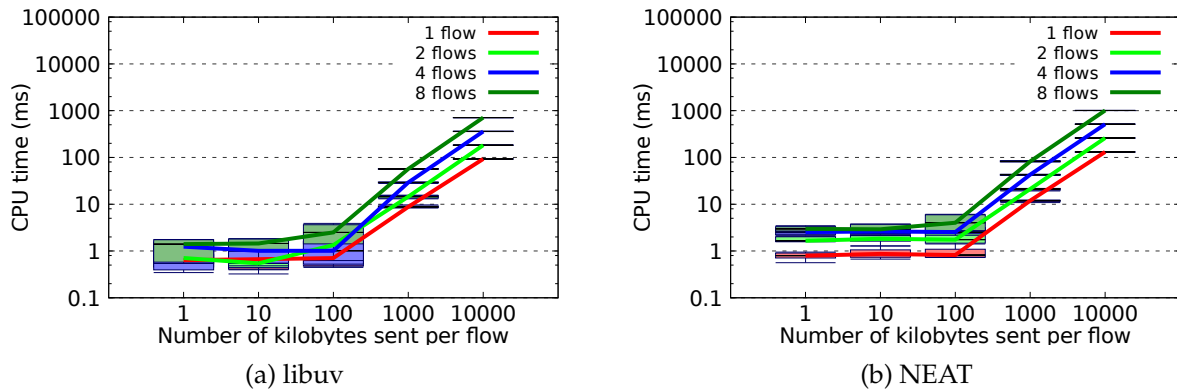 100000
10000
1000
100
10
1
0.1
CPU time (ms)
1 flow
2 flows
4 flows
8 flows
1 10 100 1000 10000
Number of kilobytes sent per flow
(a) libuv
100000
10000
1000
100
10
1
0.1
CPU time (ms)
1 flow
2 flows
4 flows
8 flows
1 10 100 1000 10000
Number of kilobytes sent per flow
(b) NEAT